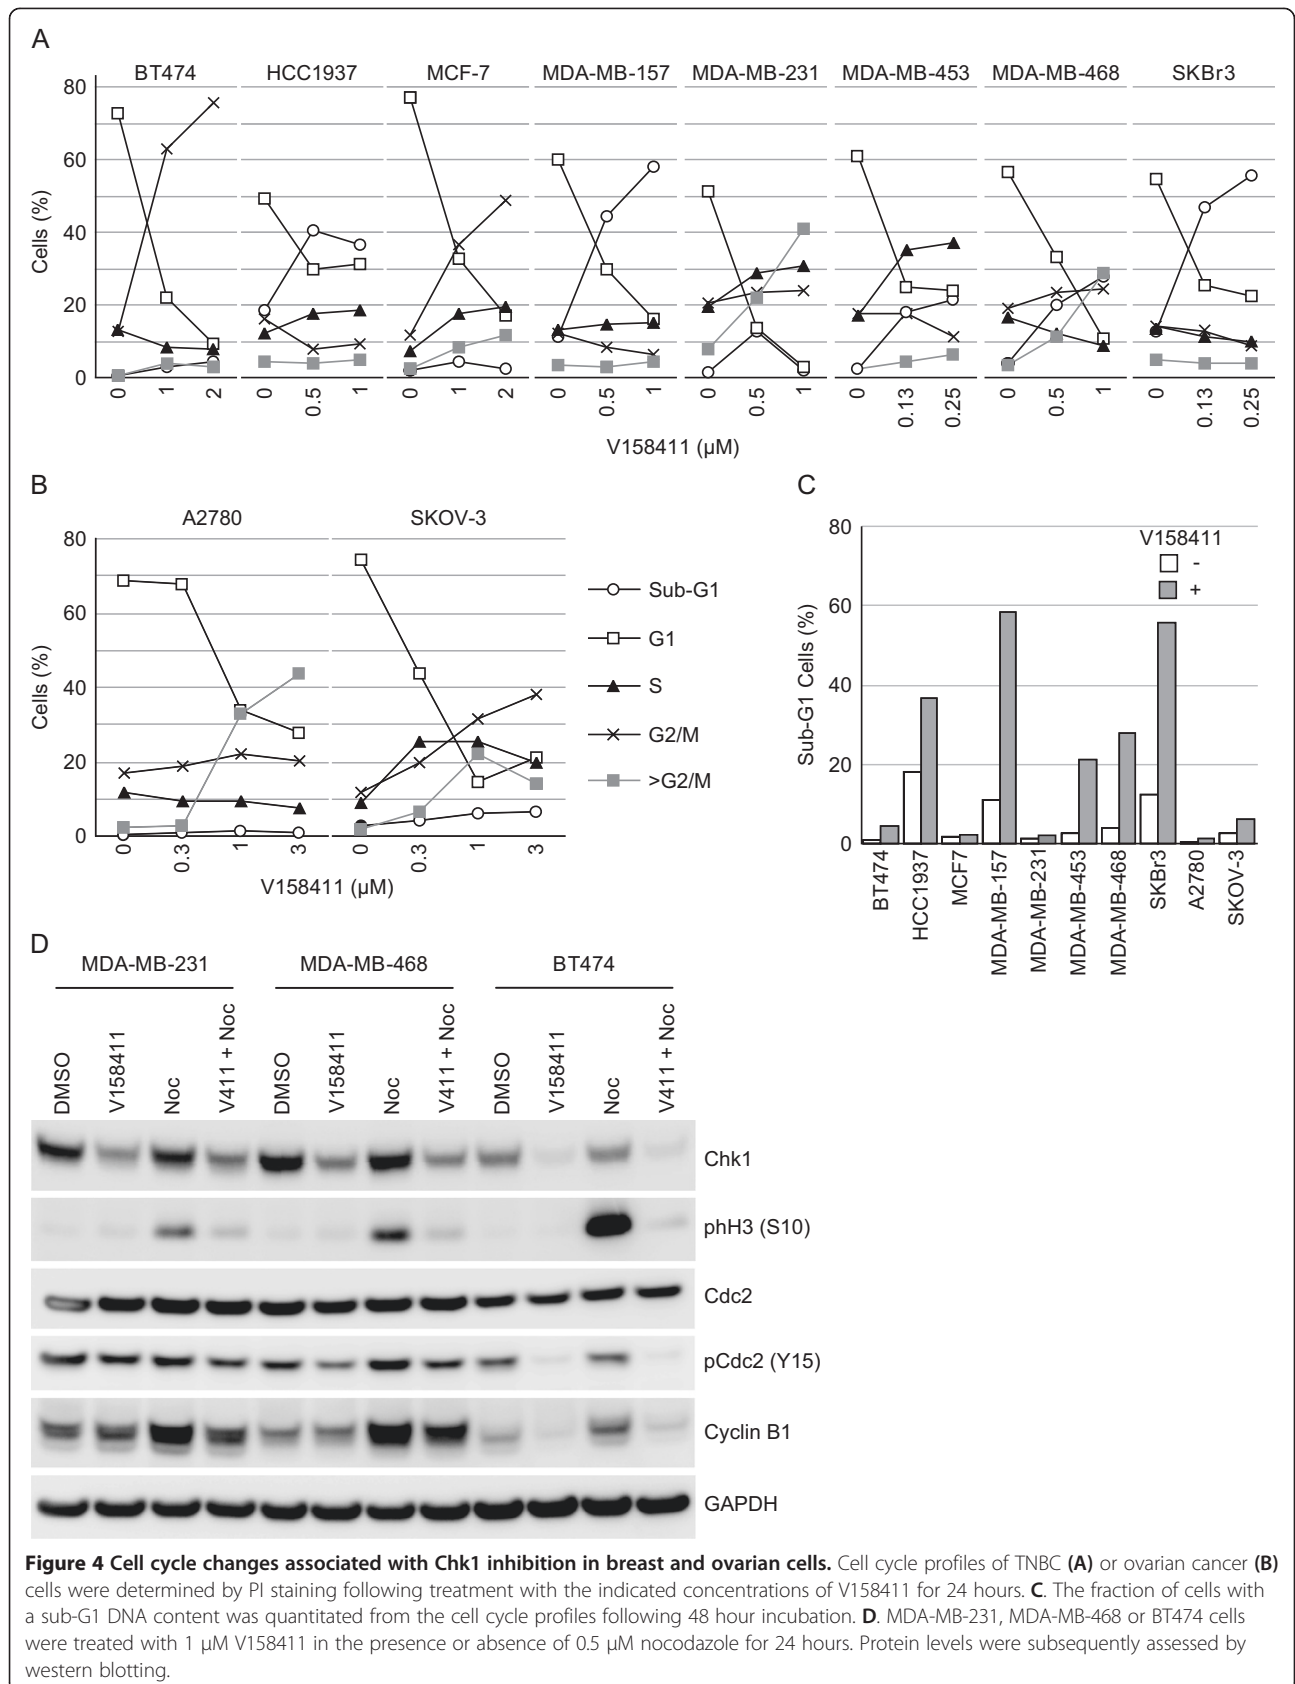 A
BT474 HCC1937 MCF-7 MDA-MB-157 MDA-MB-231 MDA-MB-453 MDA-MB-468 SKBr3
80
60
40
20
0
Cells (%)
0 1 2 0 0.5 1 0 1 2 0 0.5 1 0 0.5 1 0 0.13 0.25 0 0.5 1 0 0.13 0.25
V158411 (µM)
B
A2780 SKOV-3
80
60
40
20
0
Cells (%)
0 0.3 1 3 0 0.3 1 3
V158411 (µM)
Sub-G1
G1
S
G2/M
>G2/M
C
80
60
40
20
0
Sub-G1 Cells (%)
V158411
-
+
BT474 HCC1937 MCF7 MDA-MB-157 MDA-MB-231 MDA-MB-453 MDA-MB-468 SKBr3 A2780 SKOV-3
D
MDA-MB-231 MDA-MB-468 BT474
DMSO V158411 Noc V411 + Noc DMSO V158411 Noc V411 + Noc DMSO V158411 Noc V411 + Noc
Chk1
phH3 (S10)
Cdc2
pCdc2 (Y15)
Cyclin B1
GAPDH
Figure 4 Cell cycle changes associated with Chk1 inhibition in breast and ovarian cells. Cell cycle profiles of TNBC (A) or ovarian cancer (B)
cells were determined by PI staining following treatment with the indicated concentrations of V158411 for 24 hours. C. The fraction of cells with
a sub-G1 DNA content was quantitated from the cell cycle profiles following 48 hour incubation. D. MDA-MB-231, MDA-MB-468 or BT474 cells
were treated with 1 µM V158411 in the presence or absence of 0.5 µM nocodazole for 24 hours. Protein levels were subsequently assessed by
western blotting.